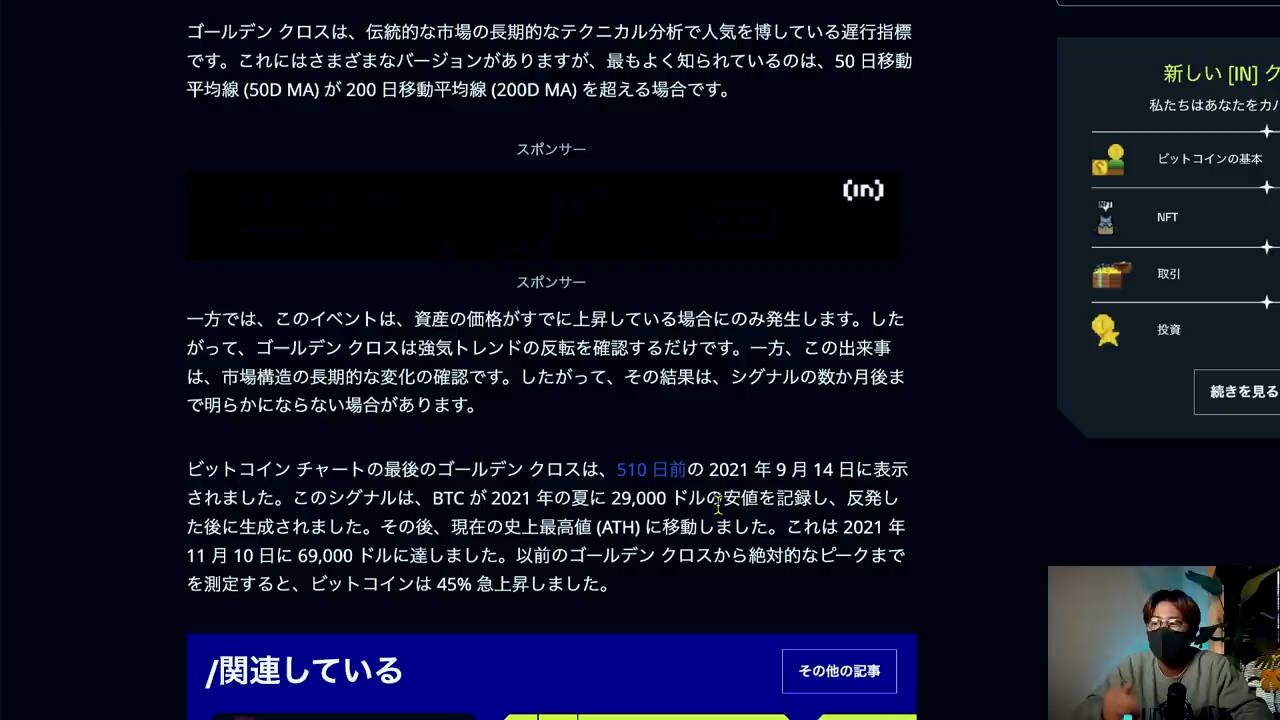 ゴールデン クロスは、伝統的な市場の長期的なテクニカル分析で人気を博している遅行指標
です。これにはさまざまなバージョンがありますが、最もよく知られているのは、50 日移動
平均線 (50D MA) が 200 日移動平均線 (200D MA) を超える場合です。
スポンサー
(in)
スポンサー
一方では、このイベントは、資産の価格がすでに上昇している場合にのみ発生します。した
がって、ゴールデン クロスは強気トレンドの反転を確認するだけです。一方、この出来事
は、市場構造の長期的な変化の確認です。したがって、その結果は、シグナルの数か月後ま
で明らかにならない場合があります。
ビットコイン チャートの最後のゴールデン クロスは、510 日前の 2021 年 9 月 14 日に表示
されました。このシグナルは、BTC が 2021 年の夏に 29,000 ドルの安値を記録し、反発し
た後に生成されました。その後、現在の史上最高値 (ATH) に移動しました。これは 2021 年
11 月 10 日に 69,000 ドルに達しました。以前のゴールデン クロスから絶対的なピークまで
を測定すると、ビットコインは 45% 急上昇しました。
/関連している
その他の記事
新しい [IN] ク
私たちはあなたをカバ
ビットコインの基本
NFT
取引
投資
続きを見る